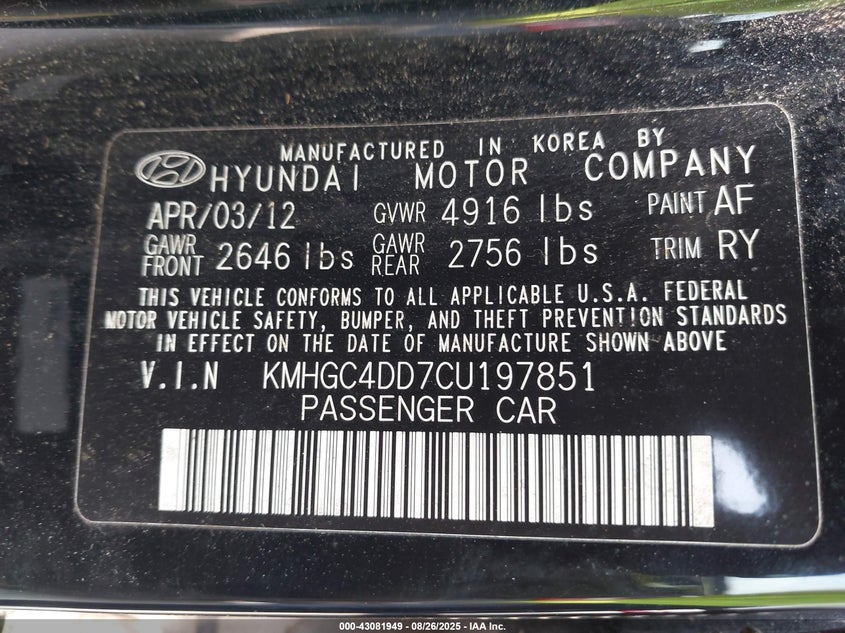 MANUFACTURED IN KOREA BY
HYUNDAI MOTOR COMPANY
APR/03/12 GVWR 4916 lbs PAINT AF
GAWR FRONT 2646 lbs GAWR REAR 2756 lbs TRIM RY
THIS VEHICLE CONFORMS TO ALL APPLICABLE U.S.A. FEDERAL
MOTOR VEHICLE SAFETY, BUMPER, AND THEFT PREVENTION STANDARDS
IN EFFECT ON THE DATE OF MANUFACTURE SHOWN ABOVE
V.I.N KMHGC4DD7CU197851
PASSENGER CAR
000-43081949 - 08/26/2025 - IAA Inc.